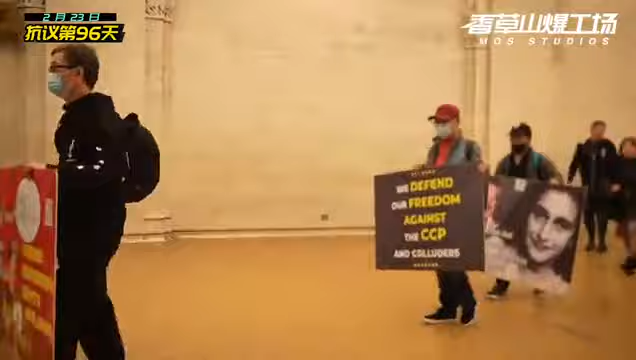 2月23日
抗议第96天
香草山爆工场
MOS STUDIOS
WE DEFEND
OUR FREEDOM
AGAINST
THE CCP
AND COLLUDERS